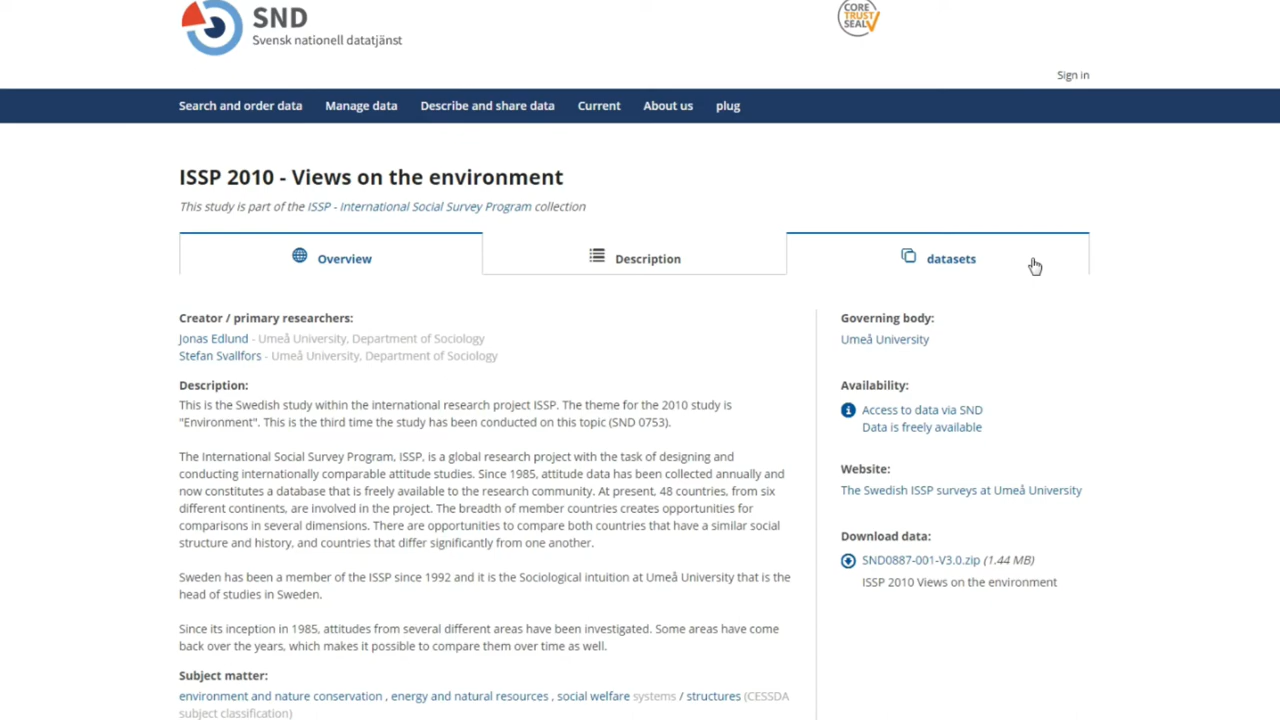 SND
Svensk nationell datatjänst
CORE
TRUST
SEAL
Sign in
Search and order data Manage data Describe and share data Current About us plug
ISSP 2010 - Views on the environment
This study is part of the ISSP - International Social Survey Program collection
Overview Description datasets
Creator / primary researchers:
Jonas Edlund - Umeå University, Department of Sociology
Stefan Svallfors - Umeå University, Department of Sociology
Description:
This is the Swedish study within the international research project ISSP. The theme for the 2010 study is
"Environment". This is the third time the study has been conducted on this topic (SND 0753).
The International Social Survey Program, ISSP, is a global research project with the task of designing and
conducting internationally comparable attitude studies. Since 1985, attitude data has been collected annually and
now constitutes a database that is freely available to the research community. At present, 48 countries, from six
different continents, are involved in the project. The breadth of member countries creates opportunities for
comparisons in several dimensions. There are opportunities to compare both countries that have a similar social
structure and history, and countries that differ significantly from one another.
Sweden has been a member of the ISSP since 1992 and it is the Sociological intuition at Umeå University that is the
head of studies in Sweden.
Since its inception in 1985, attitudes from several different areas have been investigated. Some areas have come
back over the years, which makes it possible to compare them over time as well.
Subject matter:
environment and nature conservation , energy and natural resources , social welfare systems / structures (CESSDA
subject classification)
Governing body:
Umeå University
Availability:
Access to data via SND
Data is freely available
Website:
The Swedish ISSP surveys at Umeå University
Download data:
SND0887-001-V3.0.zip (1.44 MB)
ISSP 2010 Views on the environment